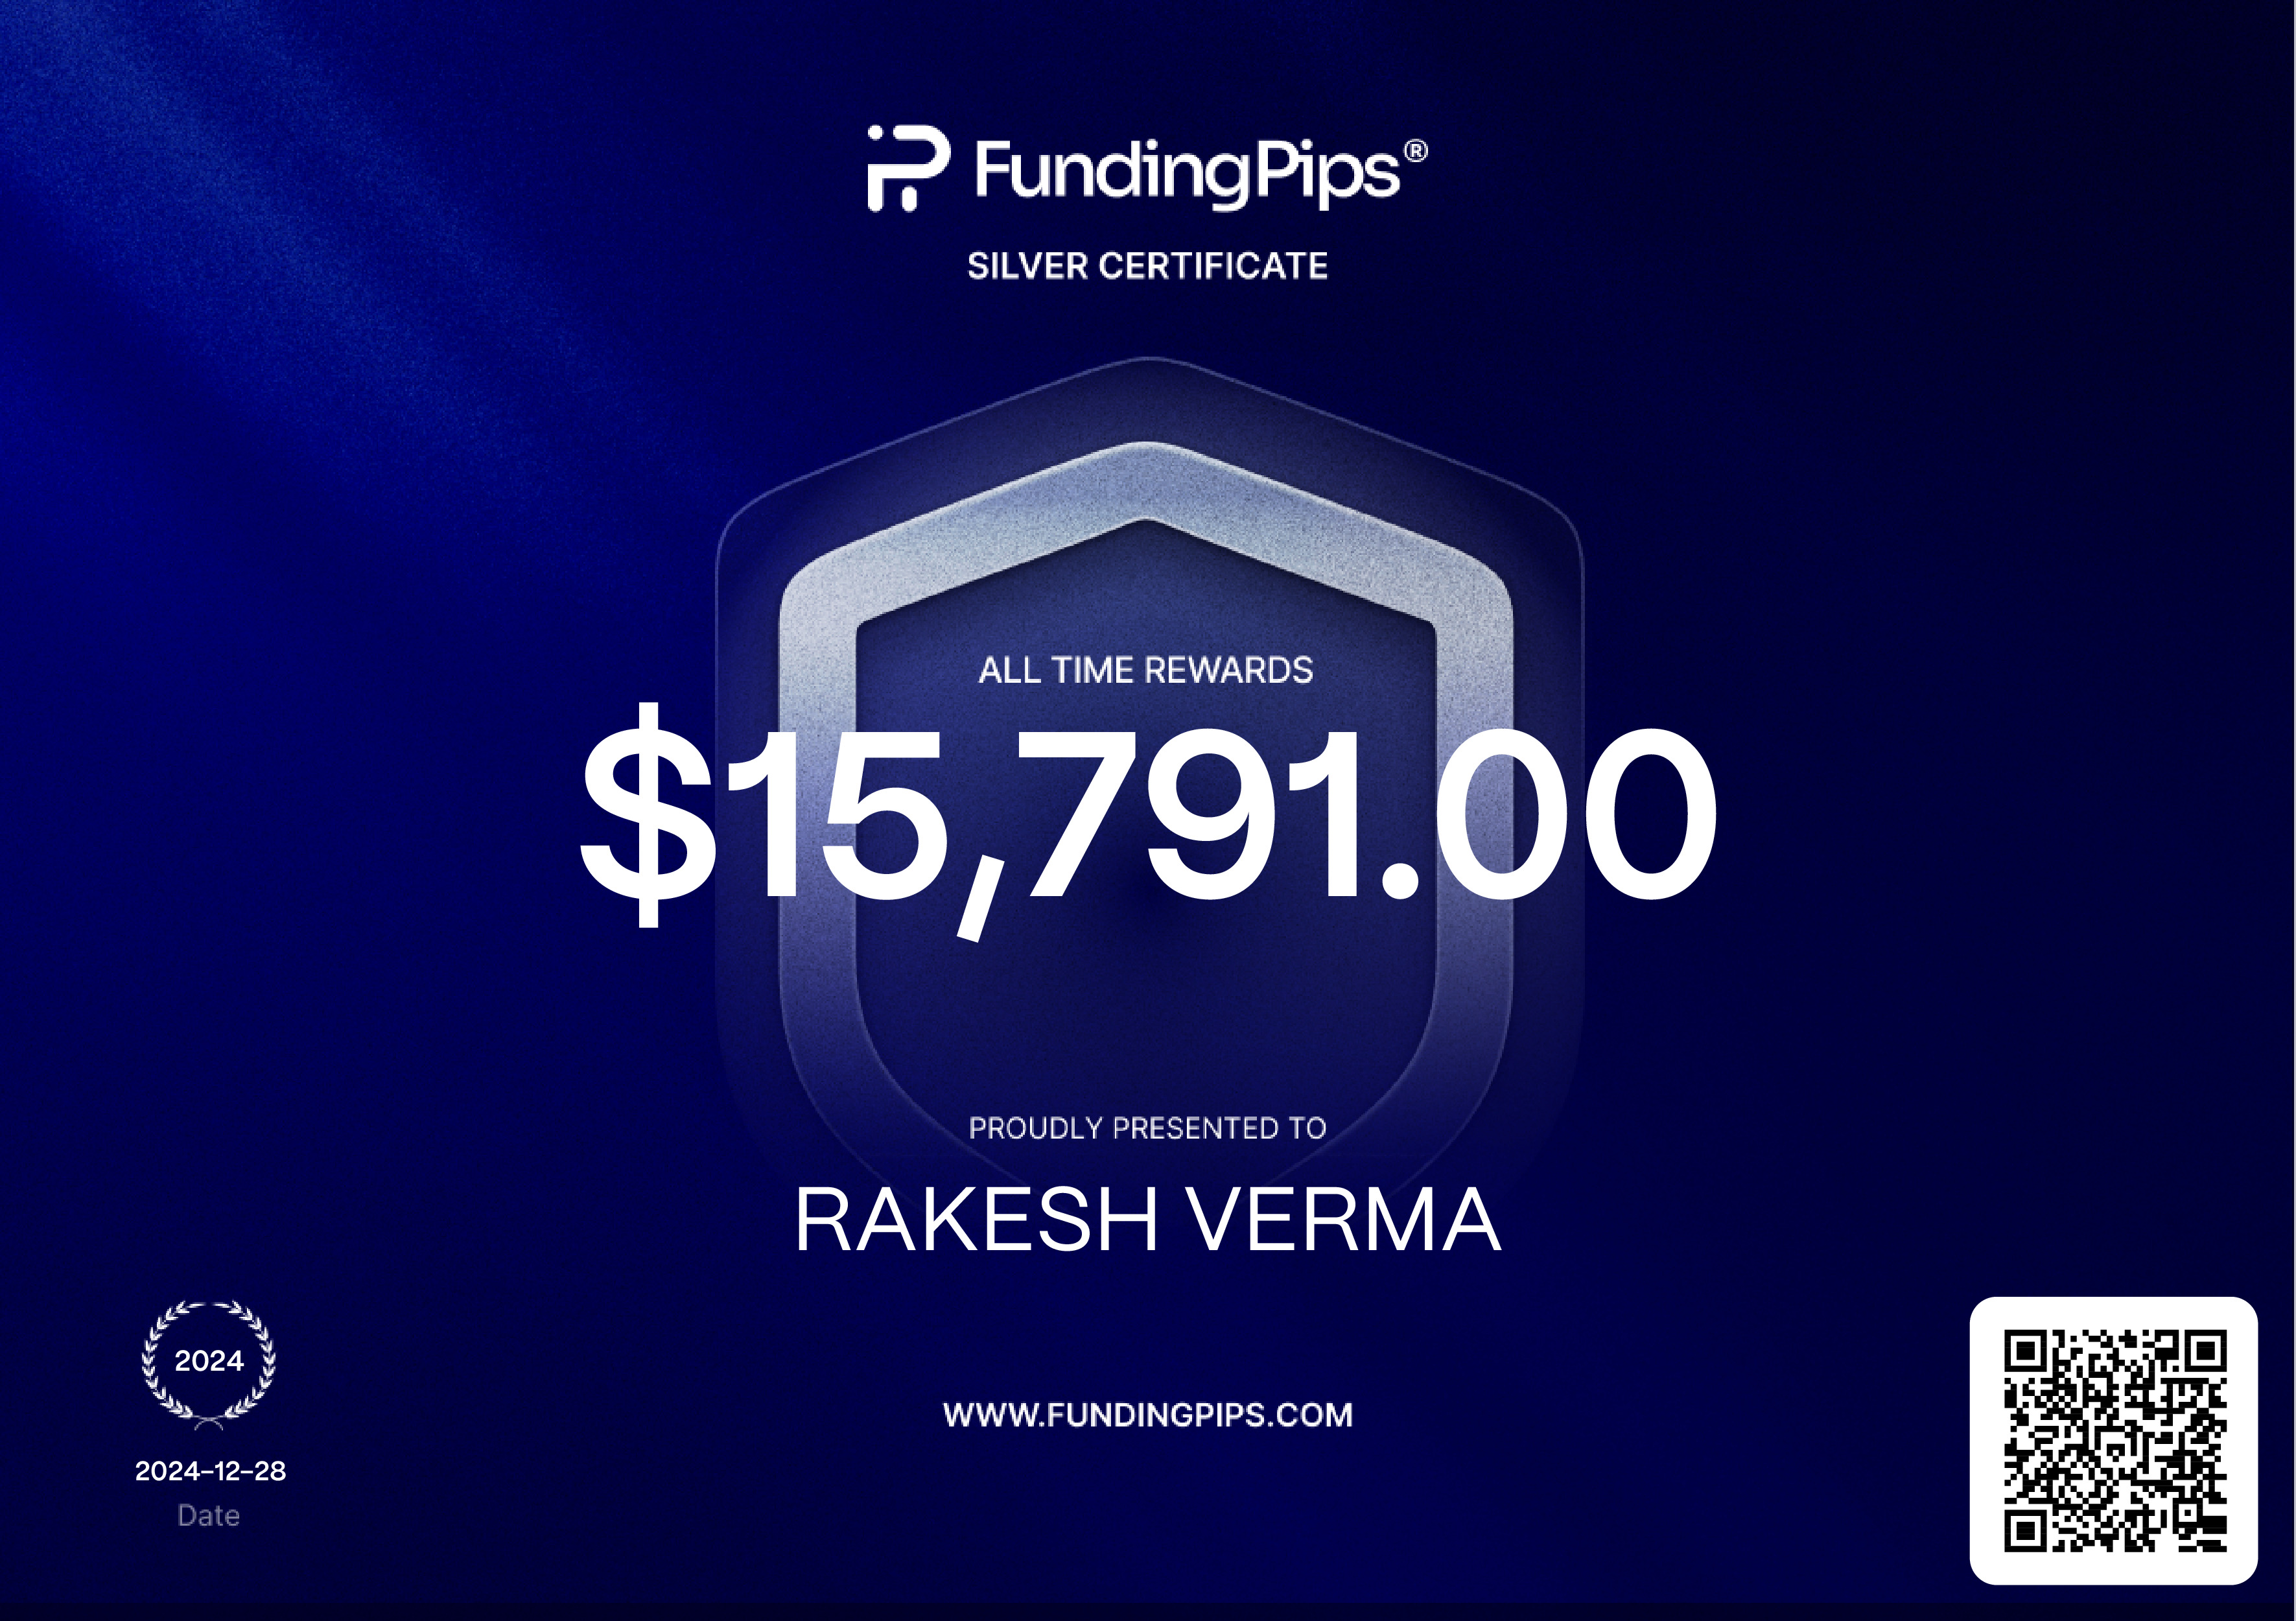 FundingPips®
SILVER CERTIFICATE
ALL TIME REWARDS
$15,791.00
PROUDLY PRESENTED TO
RAKESH VERMA
2024
WWW.FUNDINGPIPS.COM
2024-12-28
Date